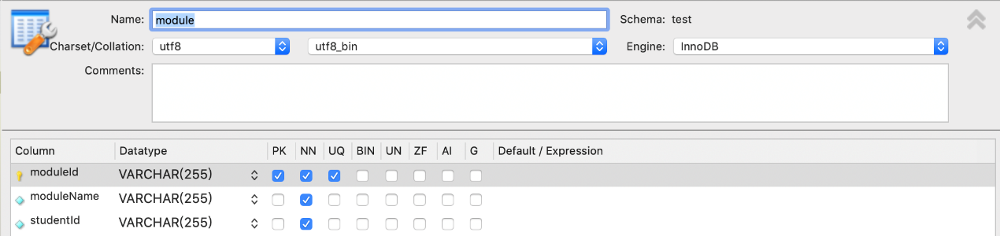 Name: module Schema: test
Charset/Collation: utf8 utf8_bin Engine: InnoDB
Comments:
Column Datatype PK NN UQ BIN UN ZF AI G Default / Expression
moduleId VARCHAR(255)
moduleName VARCHAR(255)
studentId VARCHAR(255)